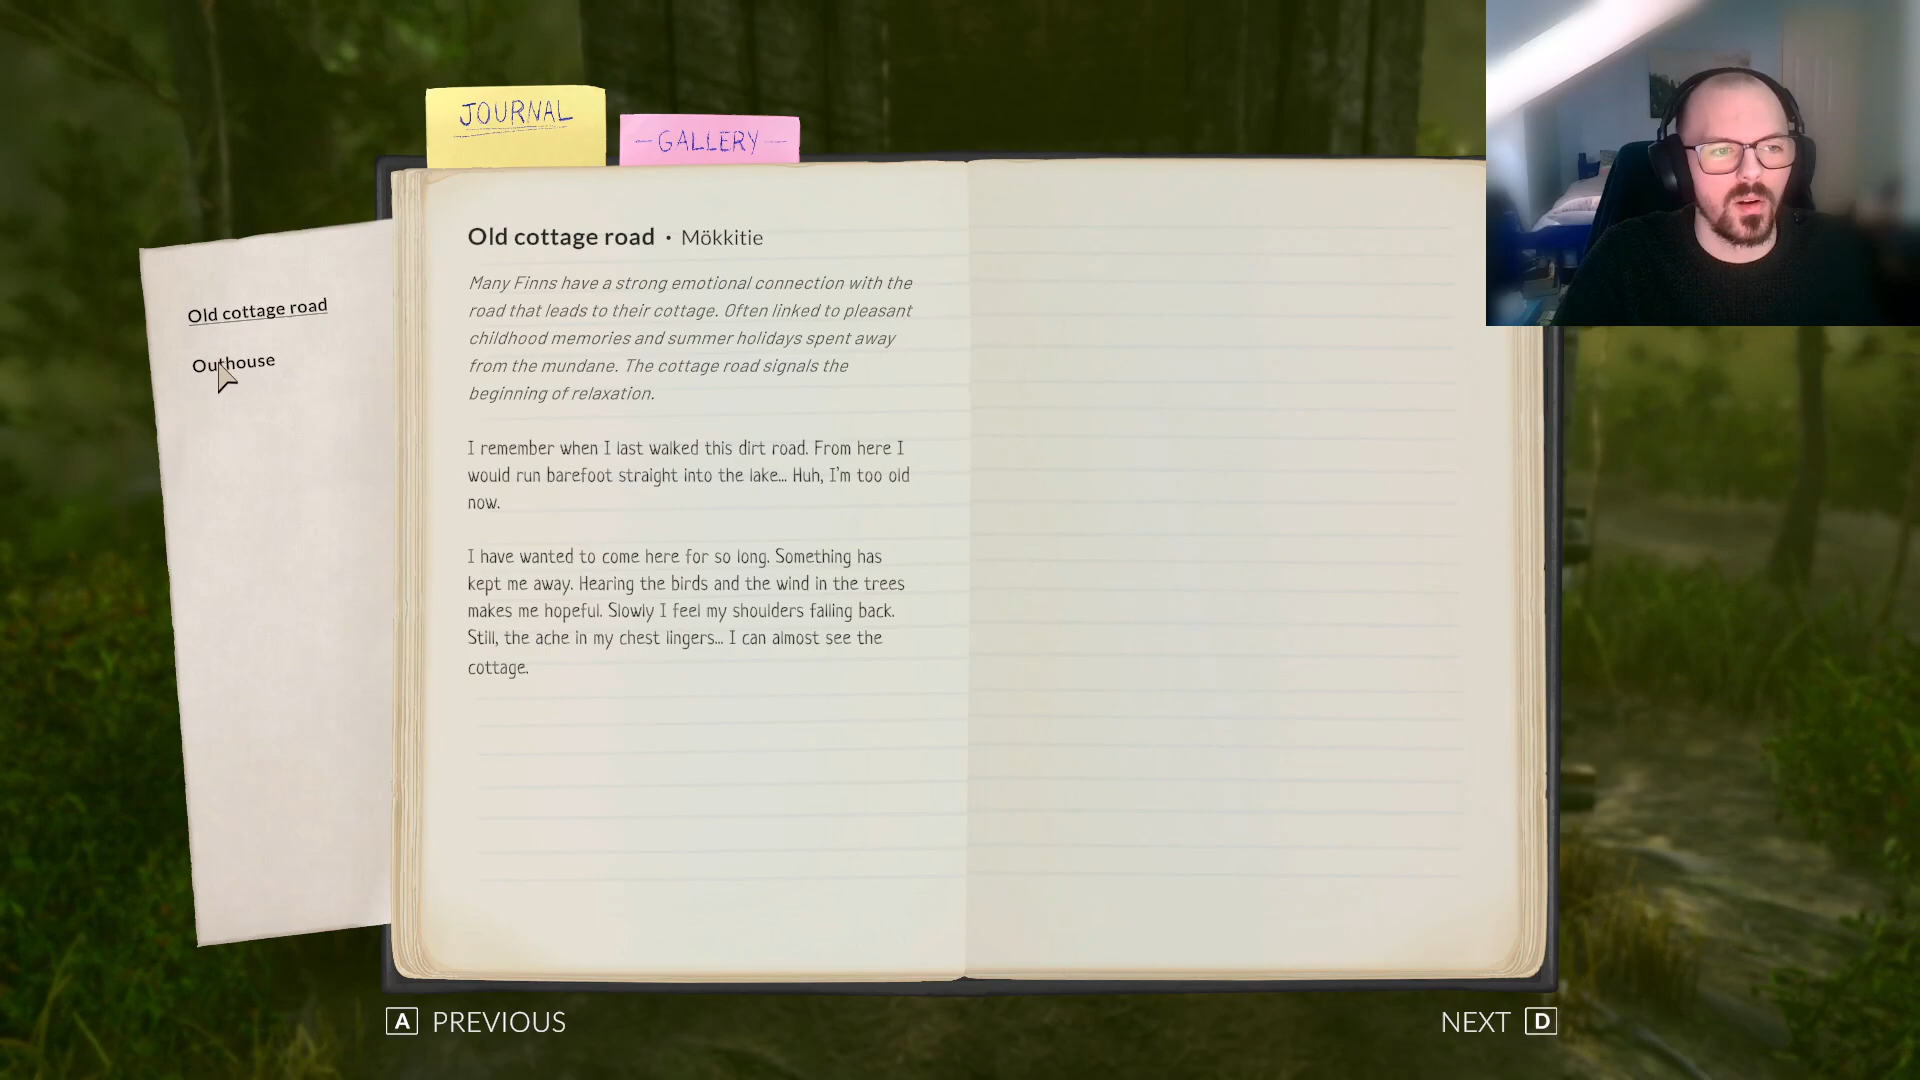 JOURNAL
- GALLERY -
Old cottage road
Outhouse
Old cottage road • Mökkitie
Many Finns have a strong emotional connection with the
road that leads to their cottage. Often linked to pleasant
childhood memories and summer holidays spent away
from the mundane. The cottage road signals the
beginning of relaxation.
I remember when I last walked this dirt road. From here I
would run barefoot straight into the lake... Huh, I'm too old
now.
I have wanted to come here for so long. Something has
kept me away. Hearing the birds and the wind in the trees
makes me hopeful. Slowly I feel my shoulders falling back.
Still, the ache in my chest lingers... I can almost see the
cottage.
A PREVIOUS
NEXT D